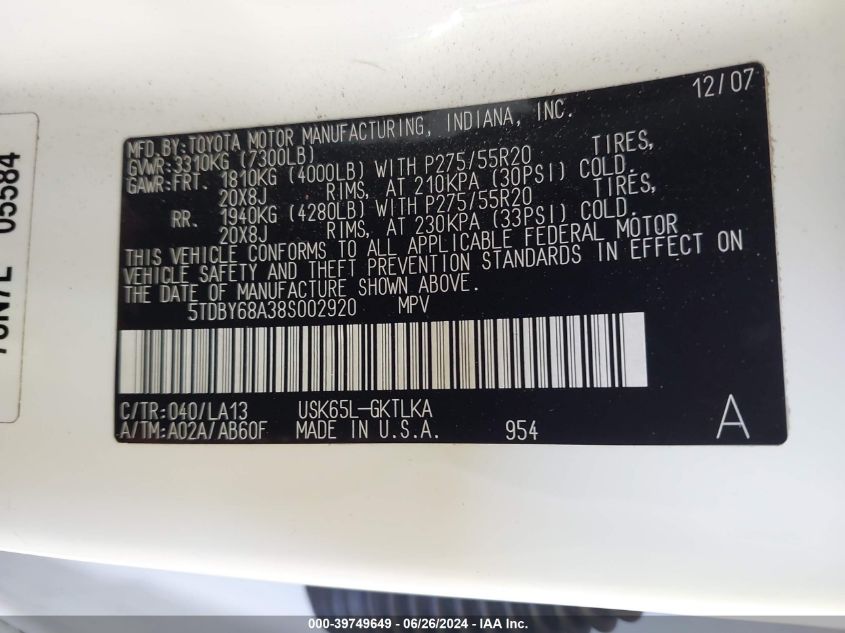 12/07
MFD. BY: TOYOTA MOTOR MANUFACTURING, INDIANA, INC.
GVWR: 3310KG (7300LB)
GAWR: FRT. 1810KG (4000LB) WITH P275/55R20 TIRES,
20X8J RIMS, AT 210KPA (30PSI) COLD.
RR. 1940KG (4280LB) WITH P275/55R20 TIRES,
20X8J RIMS, AT 230KPA (33PSI) COLD.
THIS VEHICLE CONFORMS TO ALL APPLICABLE FEDERAL MOTOR
VEHICLE SAFETY AND THEFT PREVENTION STANDARDS IN EFFECT ON
THE DATE OF MANUFACTURE SHOWN ABOVE.
5TDBY68A38S002920 MPV
C/TR: 040/LA13 USK65L-GKTLKA
A/TM: A02A/AB60F MADE IN U.S.A. 954 A
05584
USCC-39749649 / 06/26/2024 - IAA Inc.